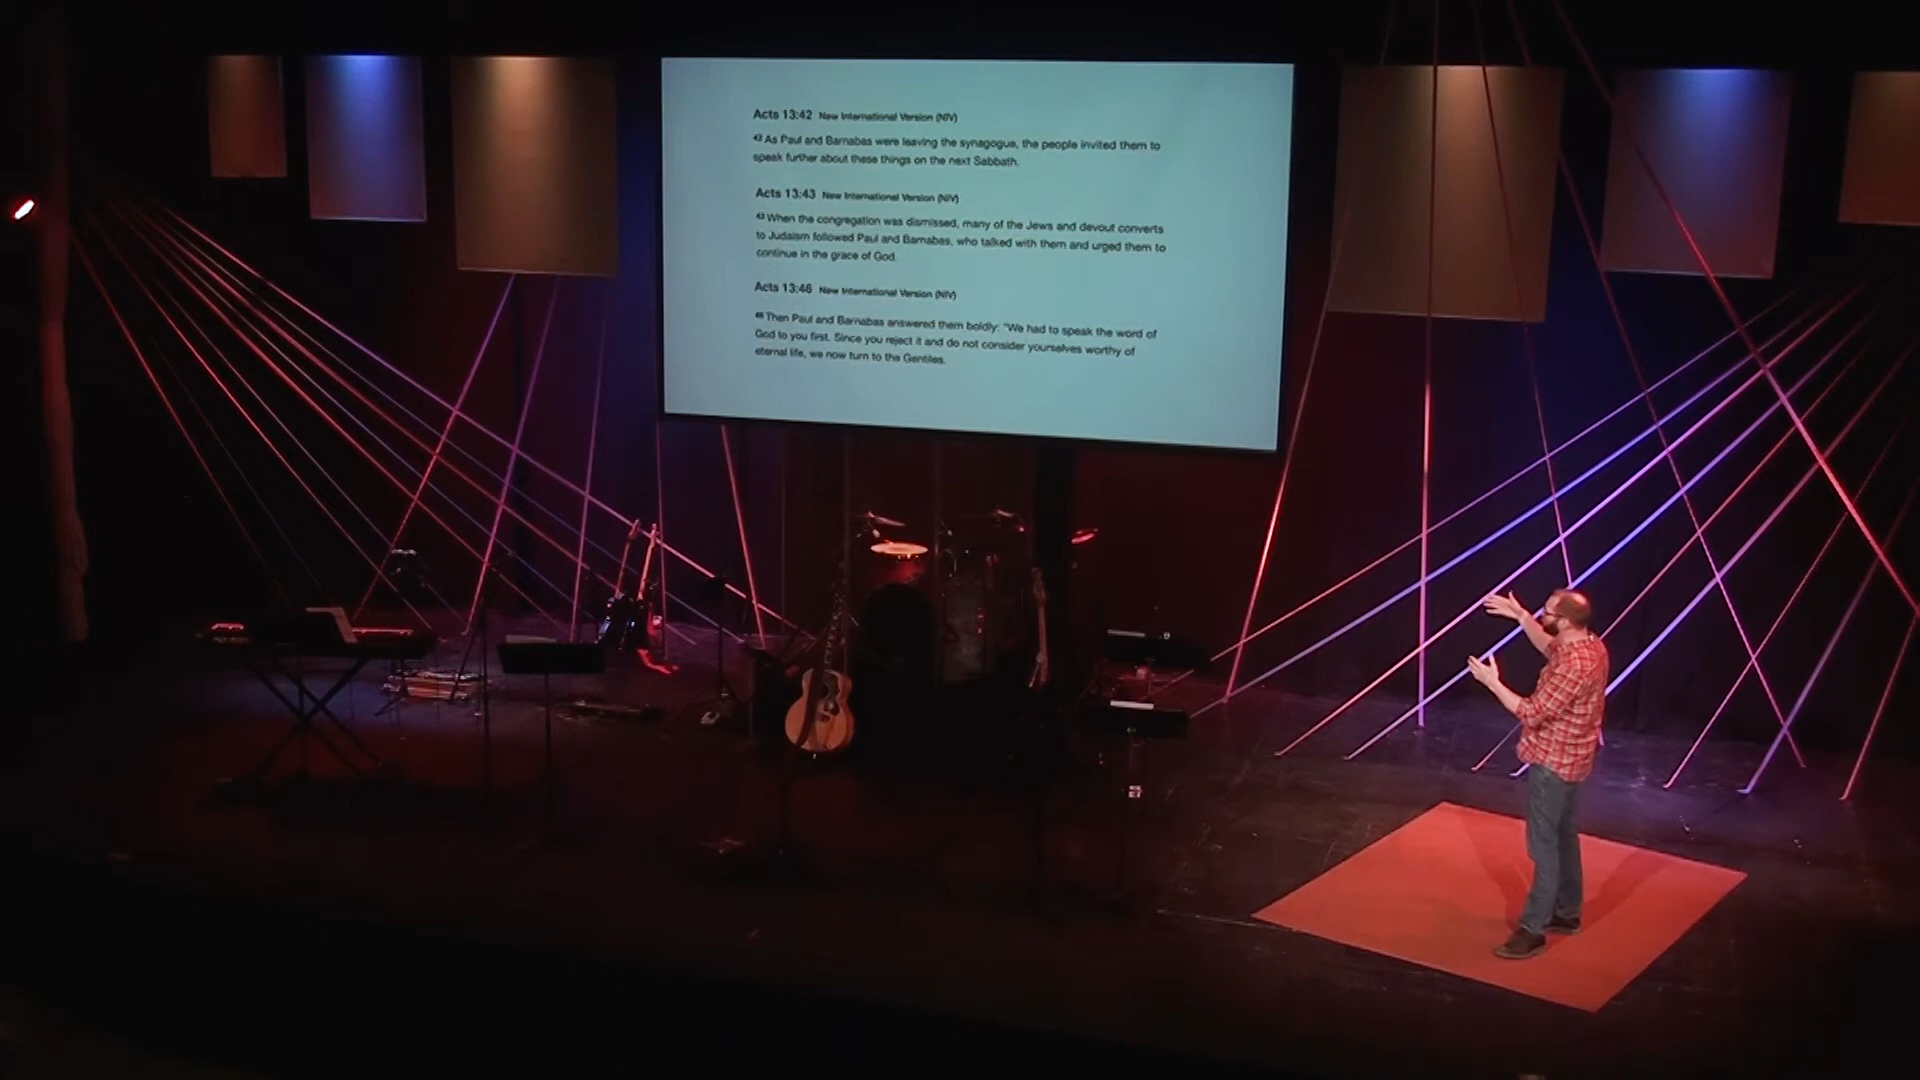 Acts 13:42 New International Version (NIV)
42 As Paul and Barnabas were leaving the synagogue, the people invited them to
speak further about these things on the next Sabbath.
Acts 13:43 New International Version (NIV)
43 When the congregation was dismissed, many of the Jews and devout converts
to Judaism followed Paul and Barnabas, who talked with them and urged them to
continue in the grace of God.
Acts 13:46 New International Version (NIV)
46 Then Paul and Barnabas answered them boldly: "We had to speak the word of
God to you first. Since you reject it and do not consider yourselves worthy of
eternal life, we now turn to the Gentiles.